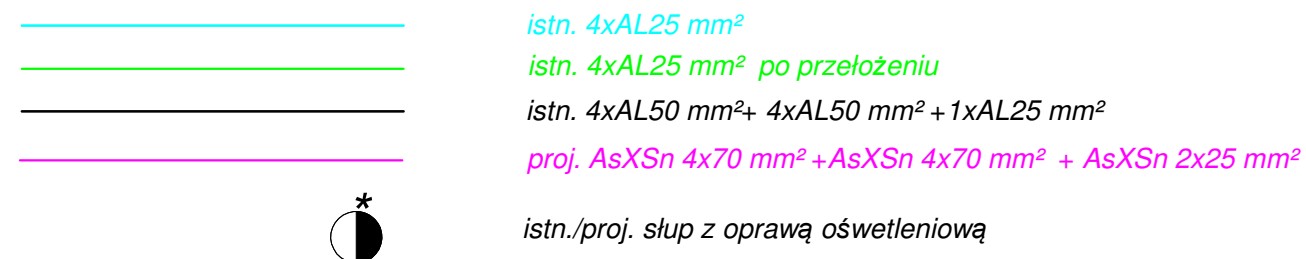 istn. 4xAL25 mm²
istn. 4xAL25 mm² po przełożeniu
istn. 4xAL50 mm²+ 4xAL50 mm² +1xAL25 mm²
proj. AsXSn 4x70 mm² +AsXSn 4x70 mm² + AsXSn 2x25 mm²
*
istn./proj. słup z oprawą ośwetleniową